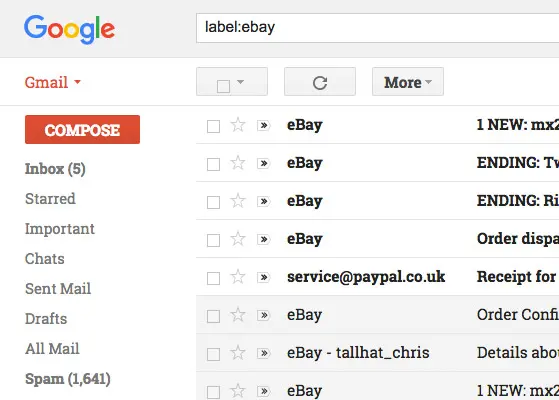 Google
label:ebay
Gmail
More
COMPOSE
Inbox (5)
Starred
Important
Chats
Sent Mail
Drafts
All Mail
Spam (1,641)
eBay 1 NEW: mx2
eBay ENDING: Tw
eBay ENDING: Ri
eBay Order dispa
service@paypal.co.uk Receipt for
eBay Order Confi
eBay - tallhat_chris Details abou
eBay 1 NEW: mx2